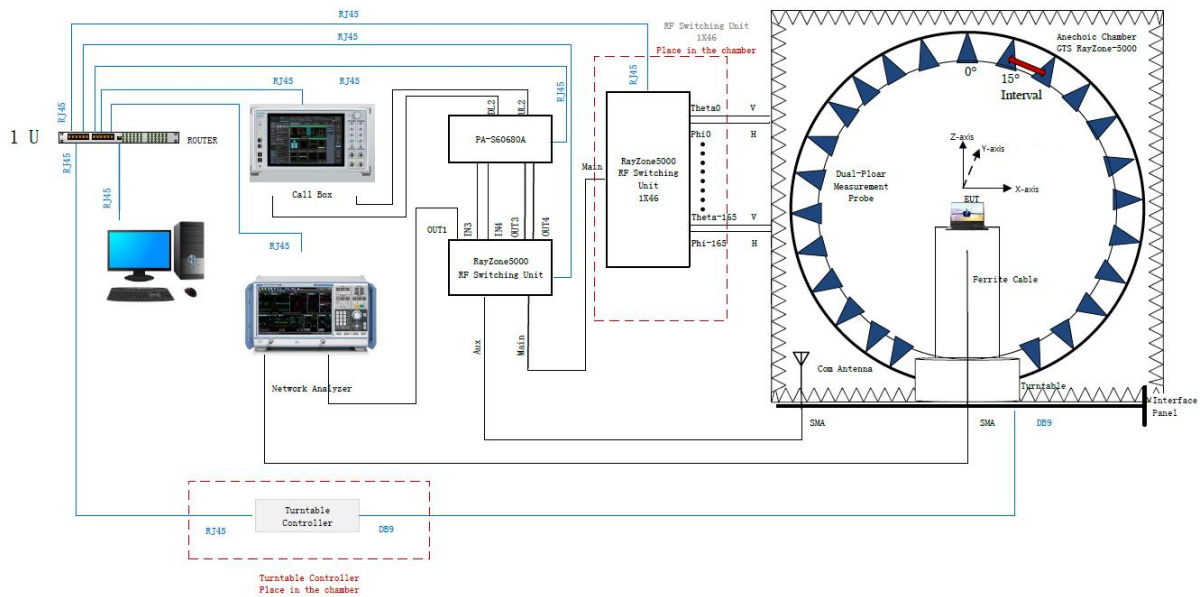 RJ45
RJ45
RJ45
RJ45
RJ45
RJ45
RJ45
RJ45
RJ45
RJ45
1 U
ROUTER
Call Box
DL2
UL2
PA-S60680A
RF Switching Unit
1X46
Place in the chamber
RayZone5000
RF Switching
Unit
1X46
Main
Theta0 V
Phi0 H
Theta-165 V
Phi-165 H
Anechoic Chamber
GTS RayZone-5000
0°
15°
Interval
Z-axis
Y-axis
X-axis
Dual-Ploar
Measurement
Probe
EUT
Ferrite Cable
OUT1
IN3
IN4
OUT3
OUT4
RayZone5000
RF Switching Unit
Aux
Main
Network Analyzer
Com Antenna
Turntable
Interface
Panel
SMA
SMA
DB9
Turntable
Controller
RJ45
DB9
Turntable Controller
Place in the chamber